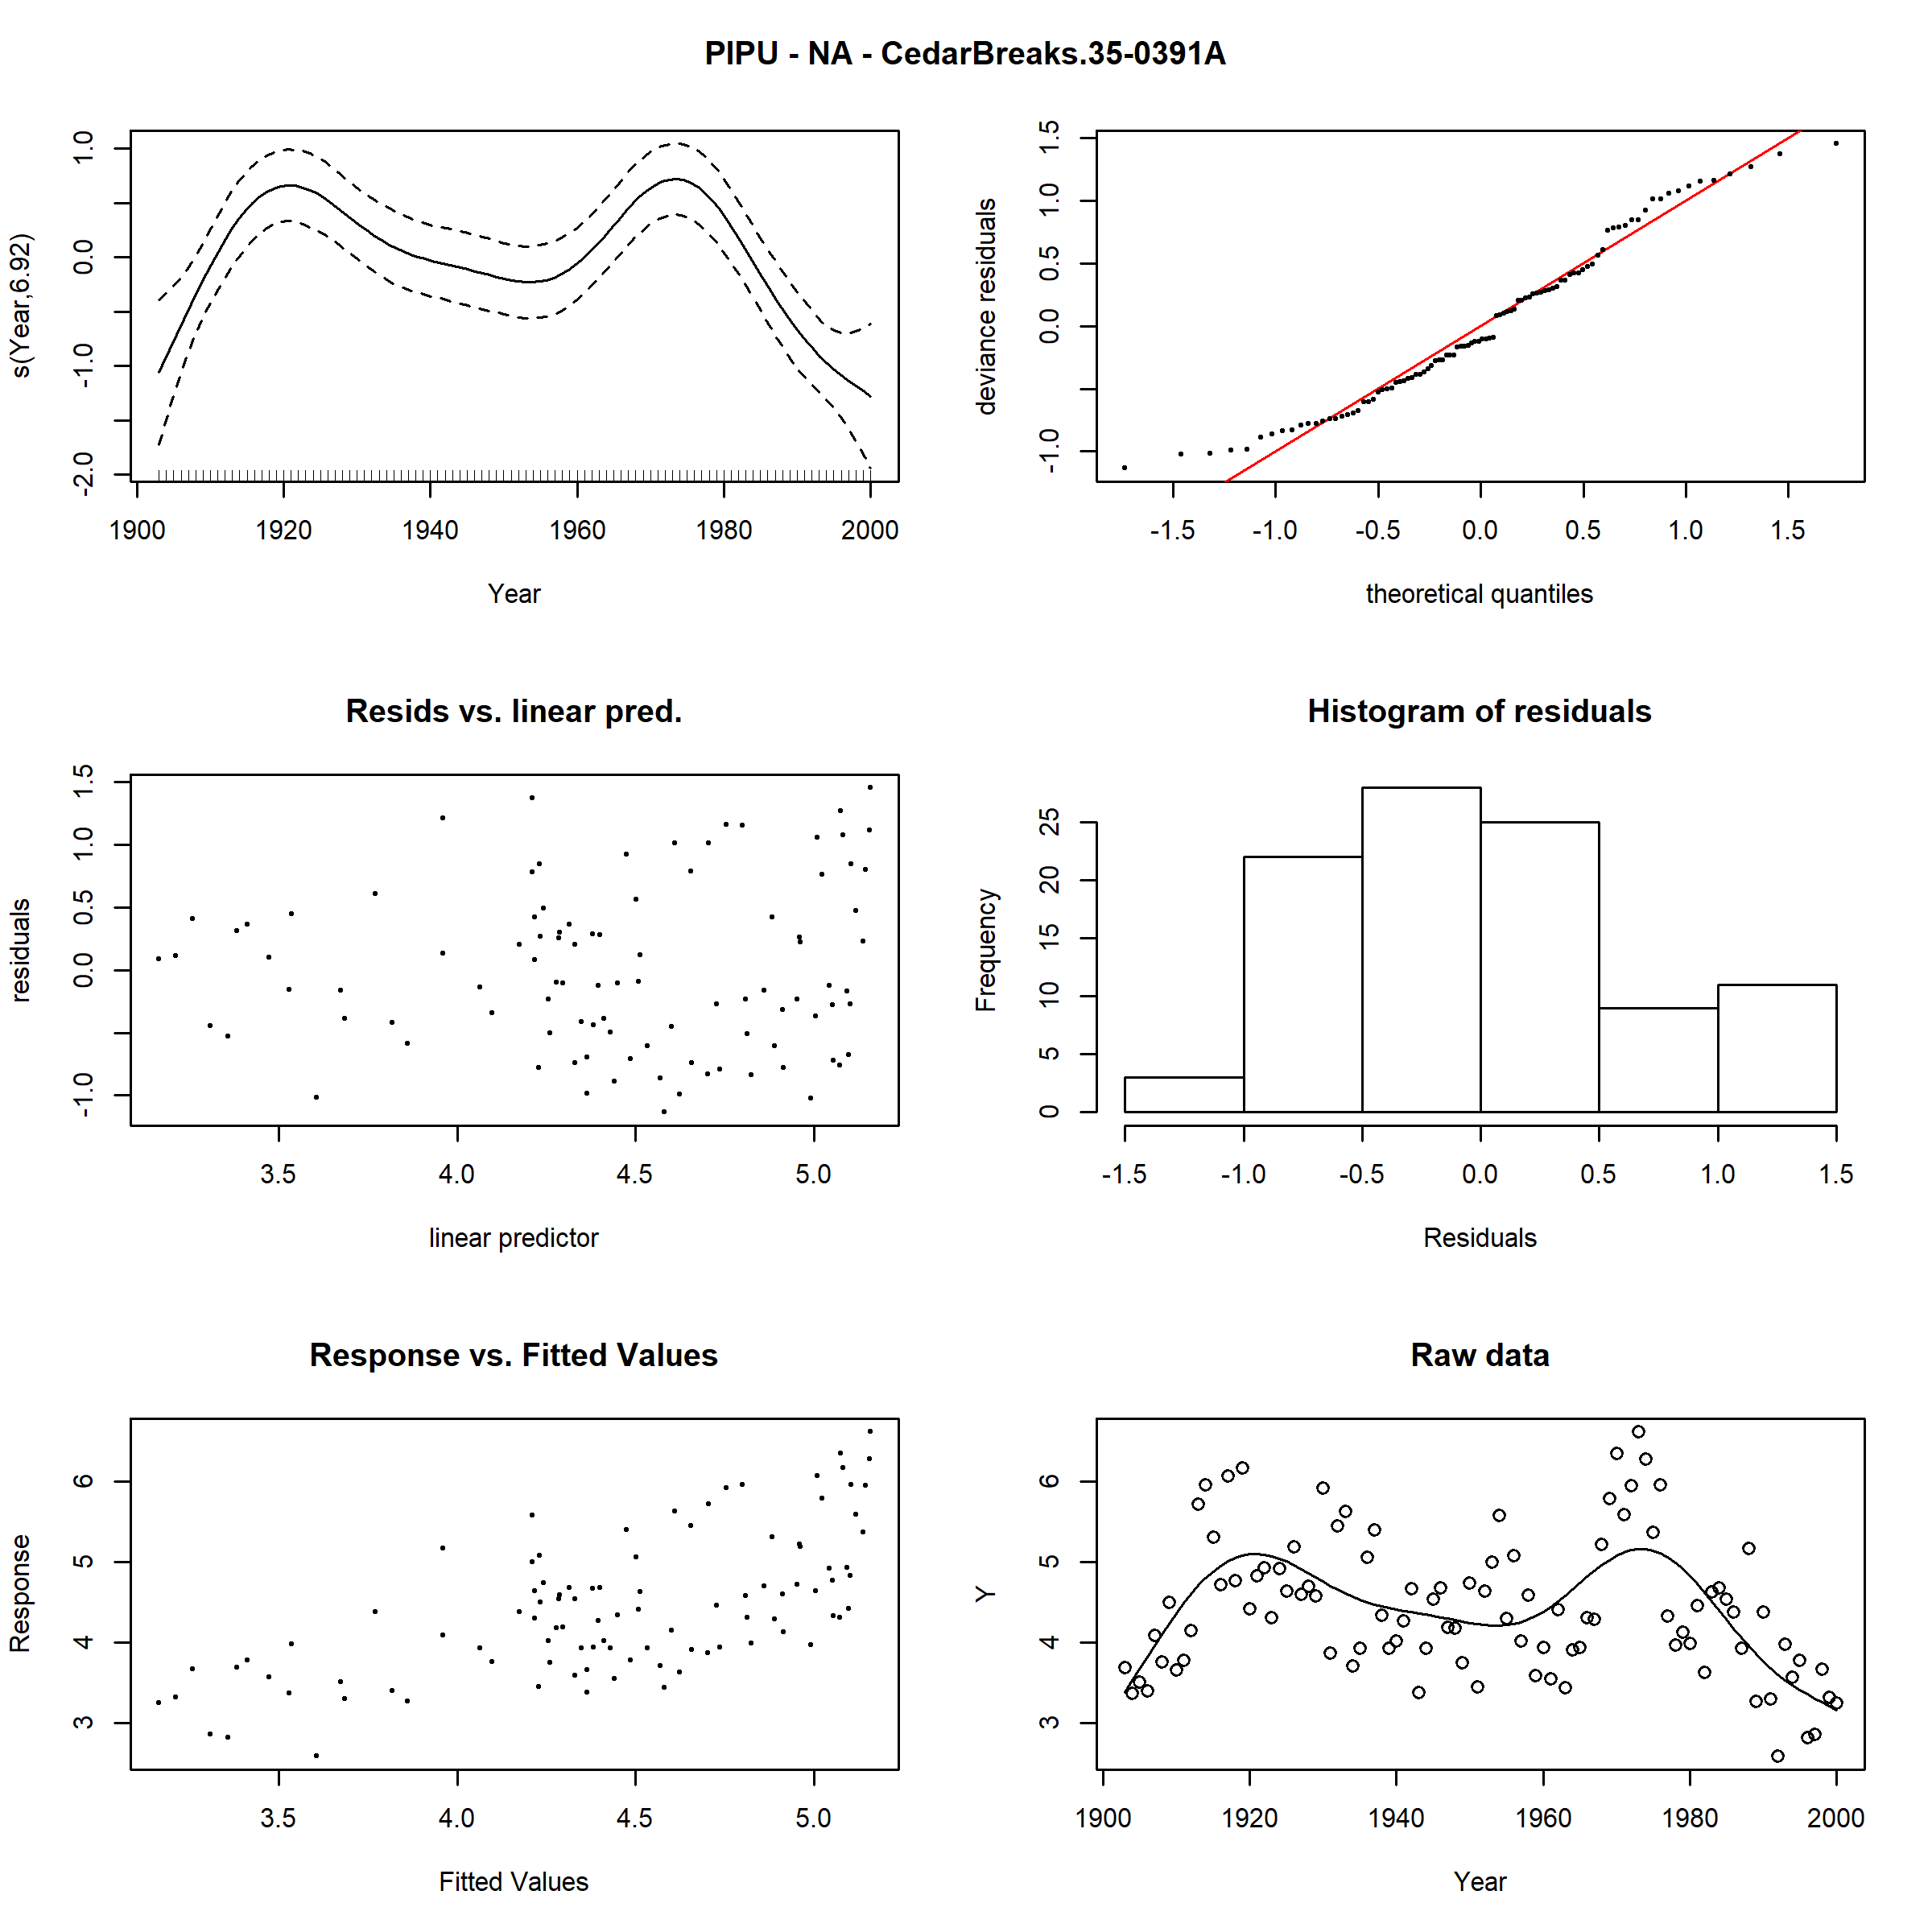 PIPU - NA - CedarBreaks.35-0391A
s(Year,6.92)
1.0
0.0
-1.0
-2.0
1900 1920 1940 1960 1980 2000
Year
deviance residuals
1.5
1.0
0.5
0.0
-1.0
-1.5 -1.0 -0.5 0.0 0.5 1.0 1.5
theoretical quantiles
Resids vs. linear pred.
residuals
1.5
1.0
0.5
0.0
-1.0
3.5 4.0 4.5 5.0
linear predictor
Histogram of residuals
Frequency
25
20
15
10
5
0
-1.5 -1.0 -0.5 0.0 0.5 1.0 1.5
Residuals
Response vs. Fitted Values
Response
6
5
4
3
3.5 4.0 4.5 5.0
Fitted Values
Raw data
Y
6
5
4
3
1900 1920 1940 1960 1980 2000
Year